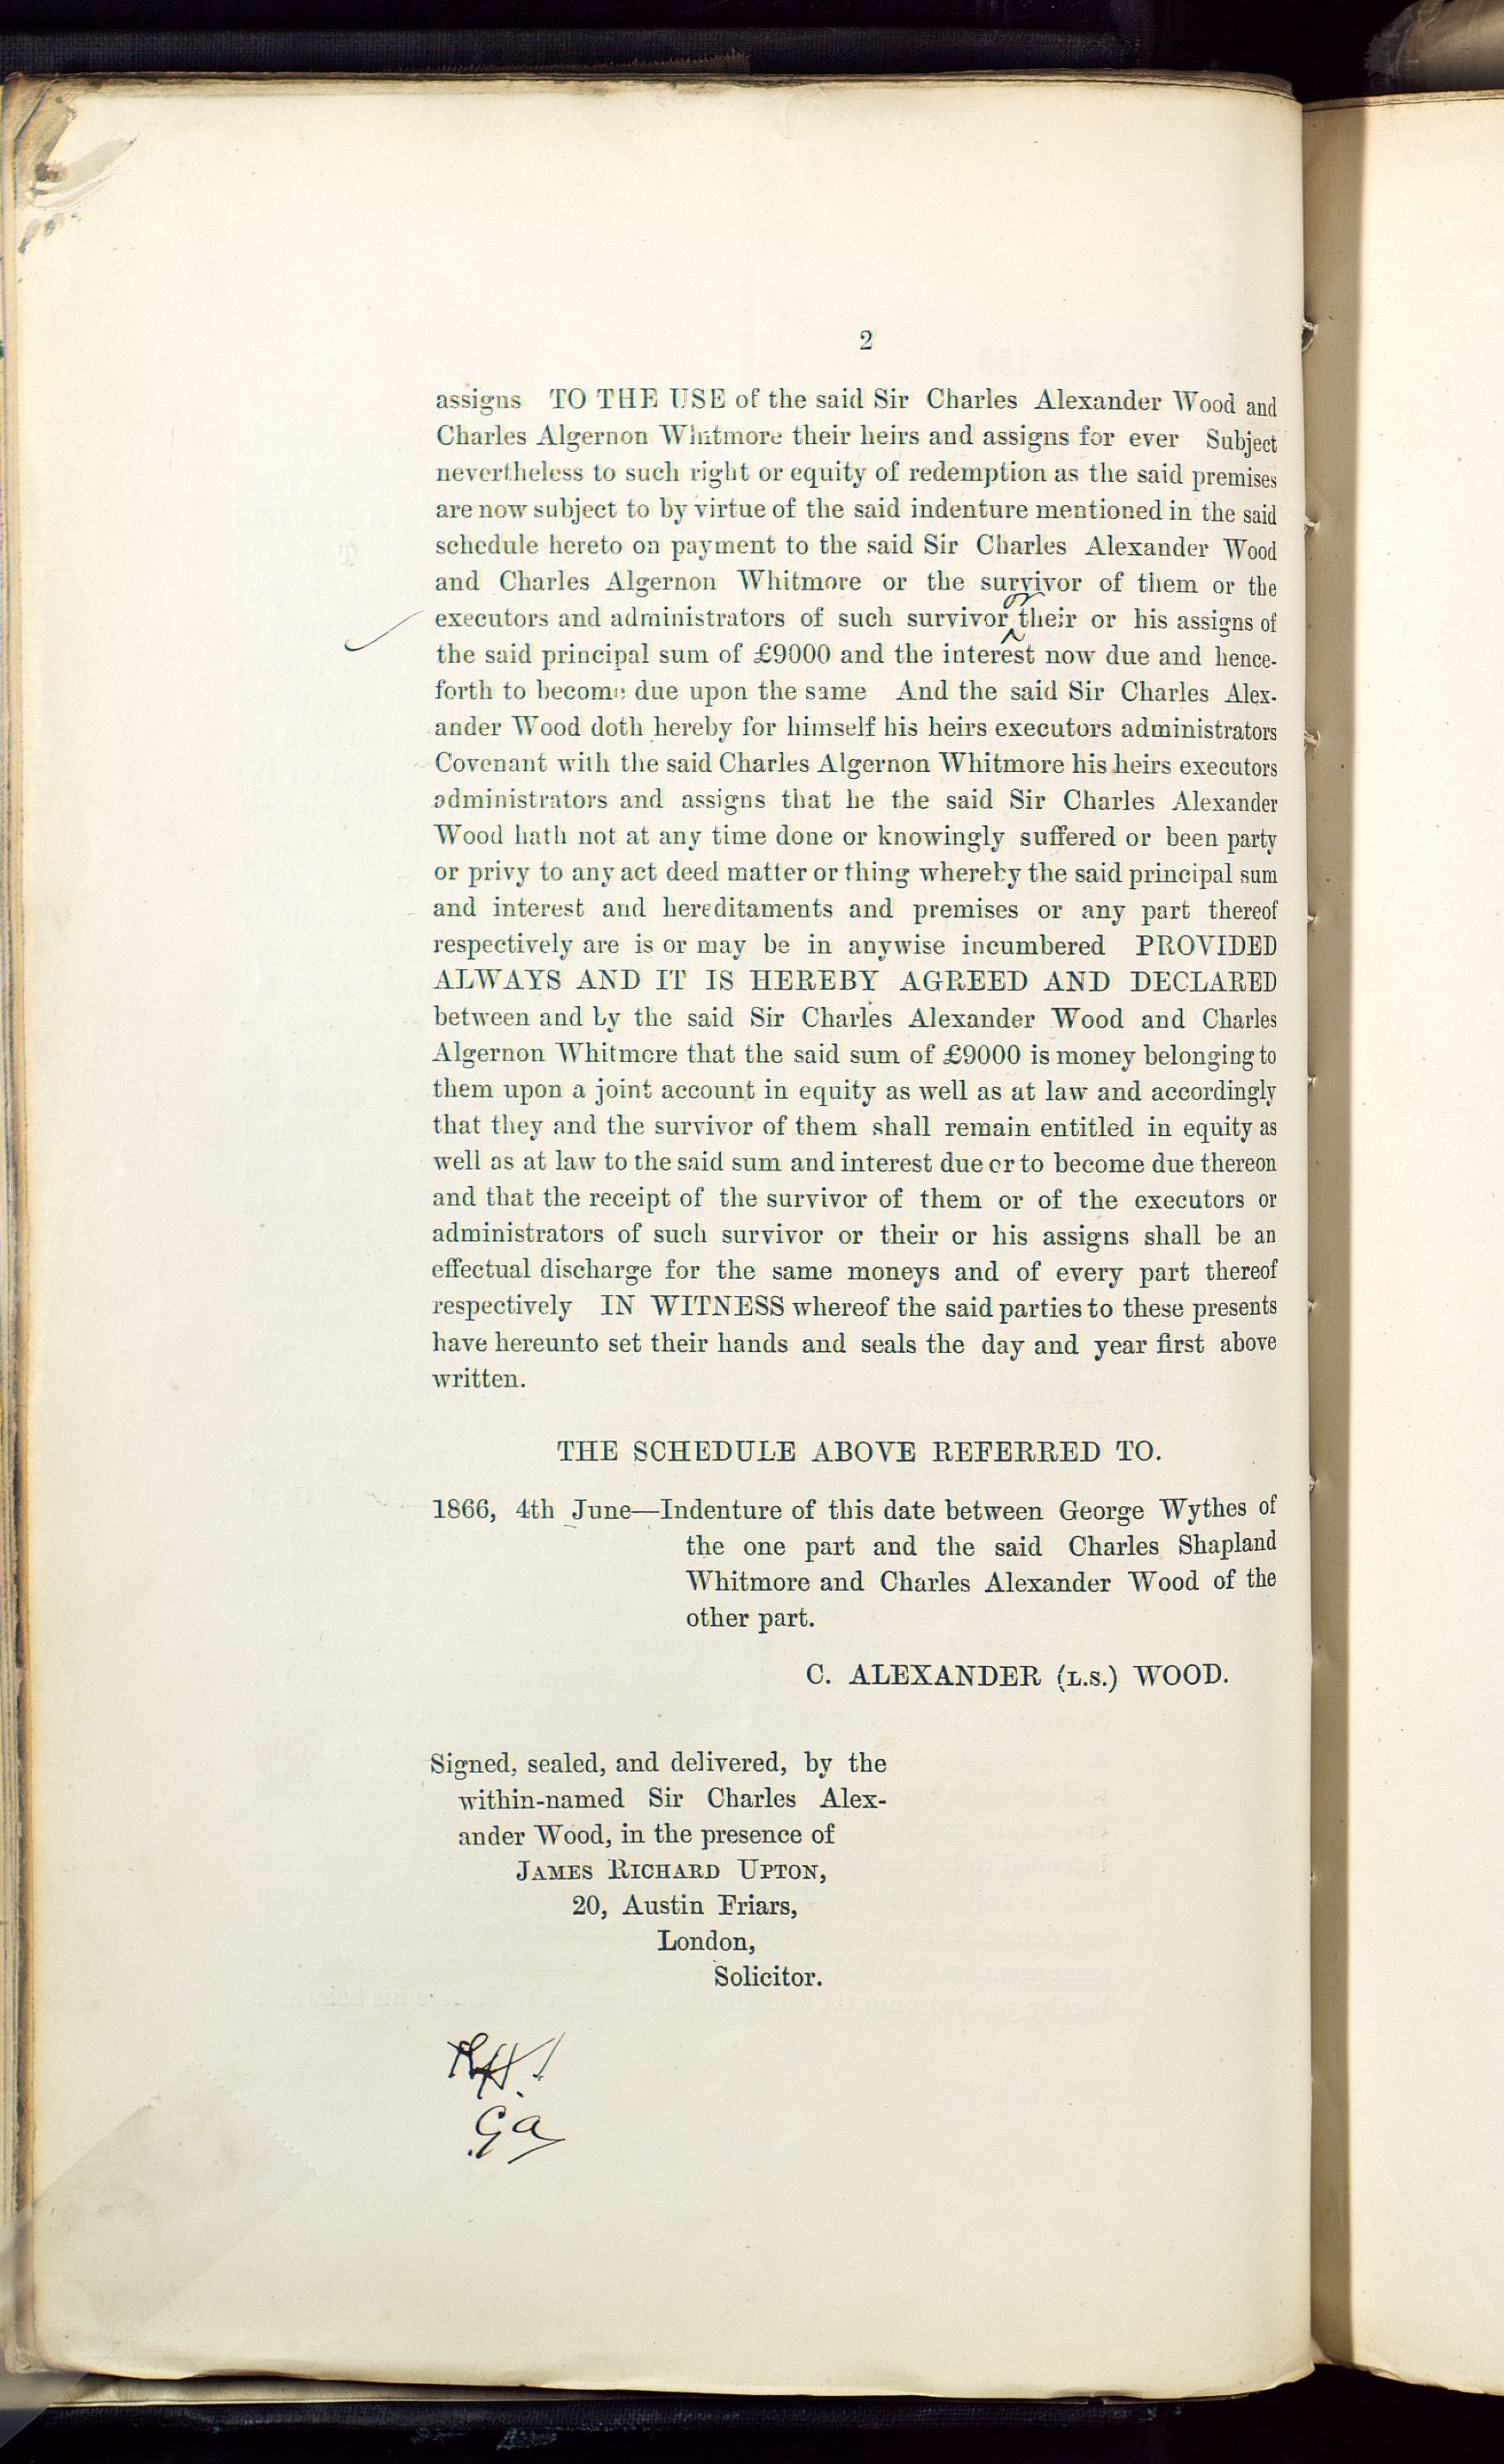 2
assigns TO THE USE of the said Sir Charles Alexander Wood and
Charles Algernon Whitmore their heirs and assigns for ever Subject
nevertheless to such right or equity of redemption as the said premises
are now subject to by virtue of the said indenture mentioned in the said
schedule hereto on payment to the said Sir Charles Alexander Wood
and Charles Algernon Whitmore or the survivor of them or the
or
executors and administrators of such survivor their or his assigns of
the said principal sum of £9000 and the interest now due and hence-
forth to become due upon the same And the said Sir Charles Alex-
ander Wood doth hereby for himself his heirs executors administrators
Covenant with the said Charles Algernon Whitmore his heirs executors
administrators and assigns that he the said Sir Charles Alexander
Wood hath not at any time done or knowingly suffered or been party
or privy to any act deed matter or thing whereby the said principal sum
and interest and hereditaments and premises or any part thereof
respectively are is or may be in anywise incumbered PROVIDED
ALWAYS AND IT IS HEREBY AGREED AND DECLARED
between and by the said Sir Charles Alexander Wood and Charles
Algernon Whitmore that the said sum of £9000 is money belonging to
them upon a joint account in equity as well as at law and accordingly
that they and the survivor of them shall remain entitled in equity as
well as at law to the said sum and interest due or to become due thereon
and that the receipt of the survivor of them or of the executors or
administrators of such survivor or their or his assigns shall be an
effectual discharge for the same moneys and of every part thereof
respectively IN WITNESS whereof the said parties to these presents
have hereunto set their hands and seals the day and year first above
written.
THE SCHEDULE ABOVE REFERRED TO.
1866, 4th June—Indenture of this date between George Wythes of
the one part and the said Charles Shapland
Whitmore and Charles Alexander Wood of the
other part.
C. ALEXANDER (L.S.) WOOD.
Signed, sealed, and delivered, by the
within-named Sir Charles Alex-
ander Wood, in the presence of
JAMES RICHARD UPTON,
20, Austin Friars,
London,
Solicitor.